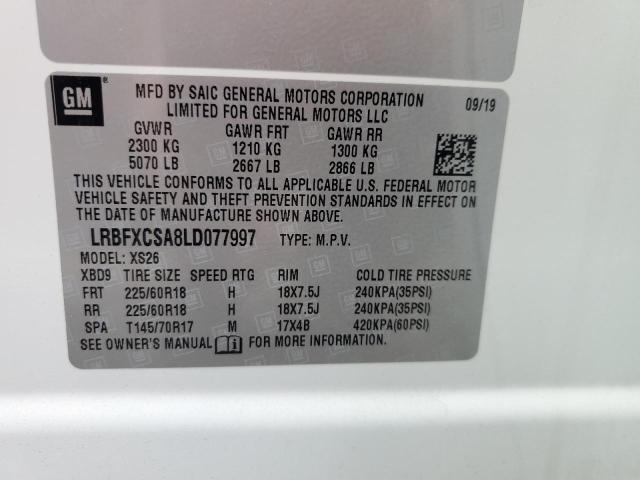 GM ® MFD BY SAIC GENERAL MOTORS CORPORATION 09/19
LIMITED FOR GENERAL MOTORS LLC
GVWR GAWR FRT GAWR RR
2300 KG 1210 KG 1300 KG
5070 LB 2667 LB 2866 LB
THIS VEHICLE CONFORMS TO ALL APPLICABLE U.S. FEDERAL MOTOR
VEHICLE SAFETY AND THEFT PREVENTION STANDARDS IN EFFECT ON
THE DATE OF MANUFACTURE SHOWN ABOVE.
LRBFXCSA8LD077997 TYPE: M.P.V.
MODEL: XS26
XBD9 TIRE SIZE SPEED RTG RIM COLD TIRE PRESSURE
FRT 225/60R18 H 18X7.5J 240KPA(35PSI)
RR 225/60R18 H 18X7.5J 240KPA(35PSI)
SPA T145/70R17 M 17X4B 420KPA(60PSI)
SEE OWNER'S MANUAL FOR MORE INFORMATION.